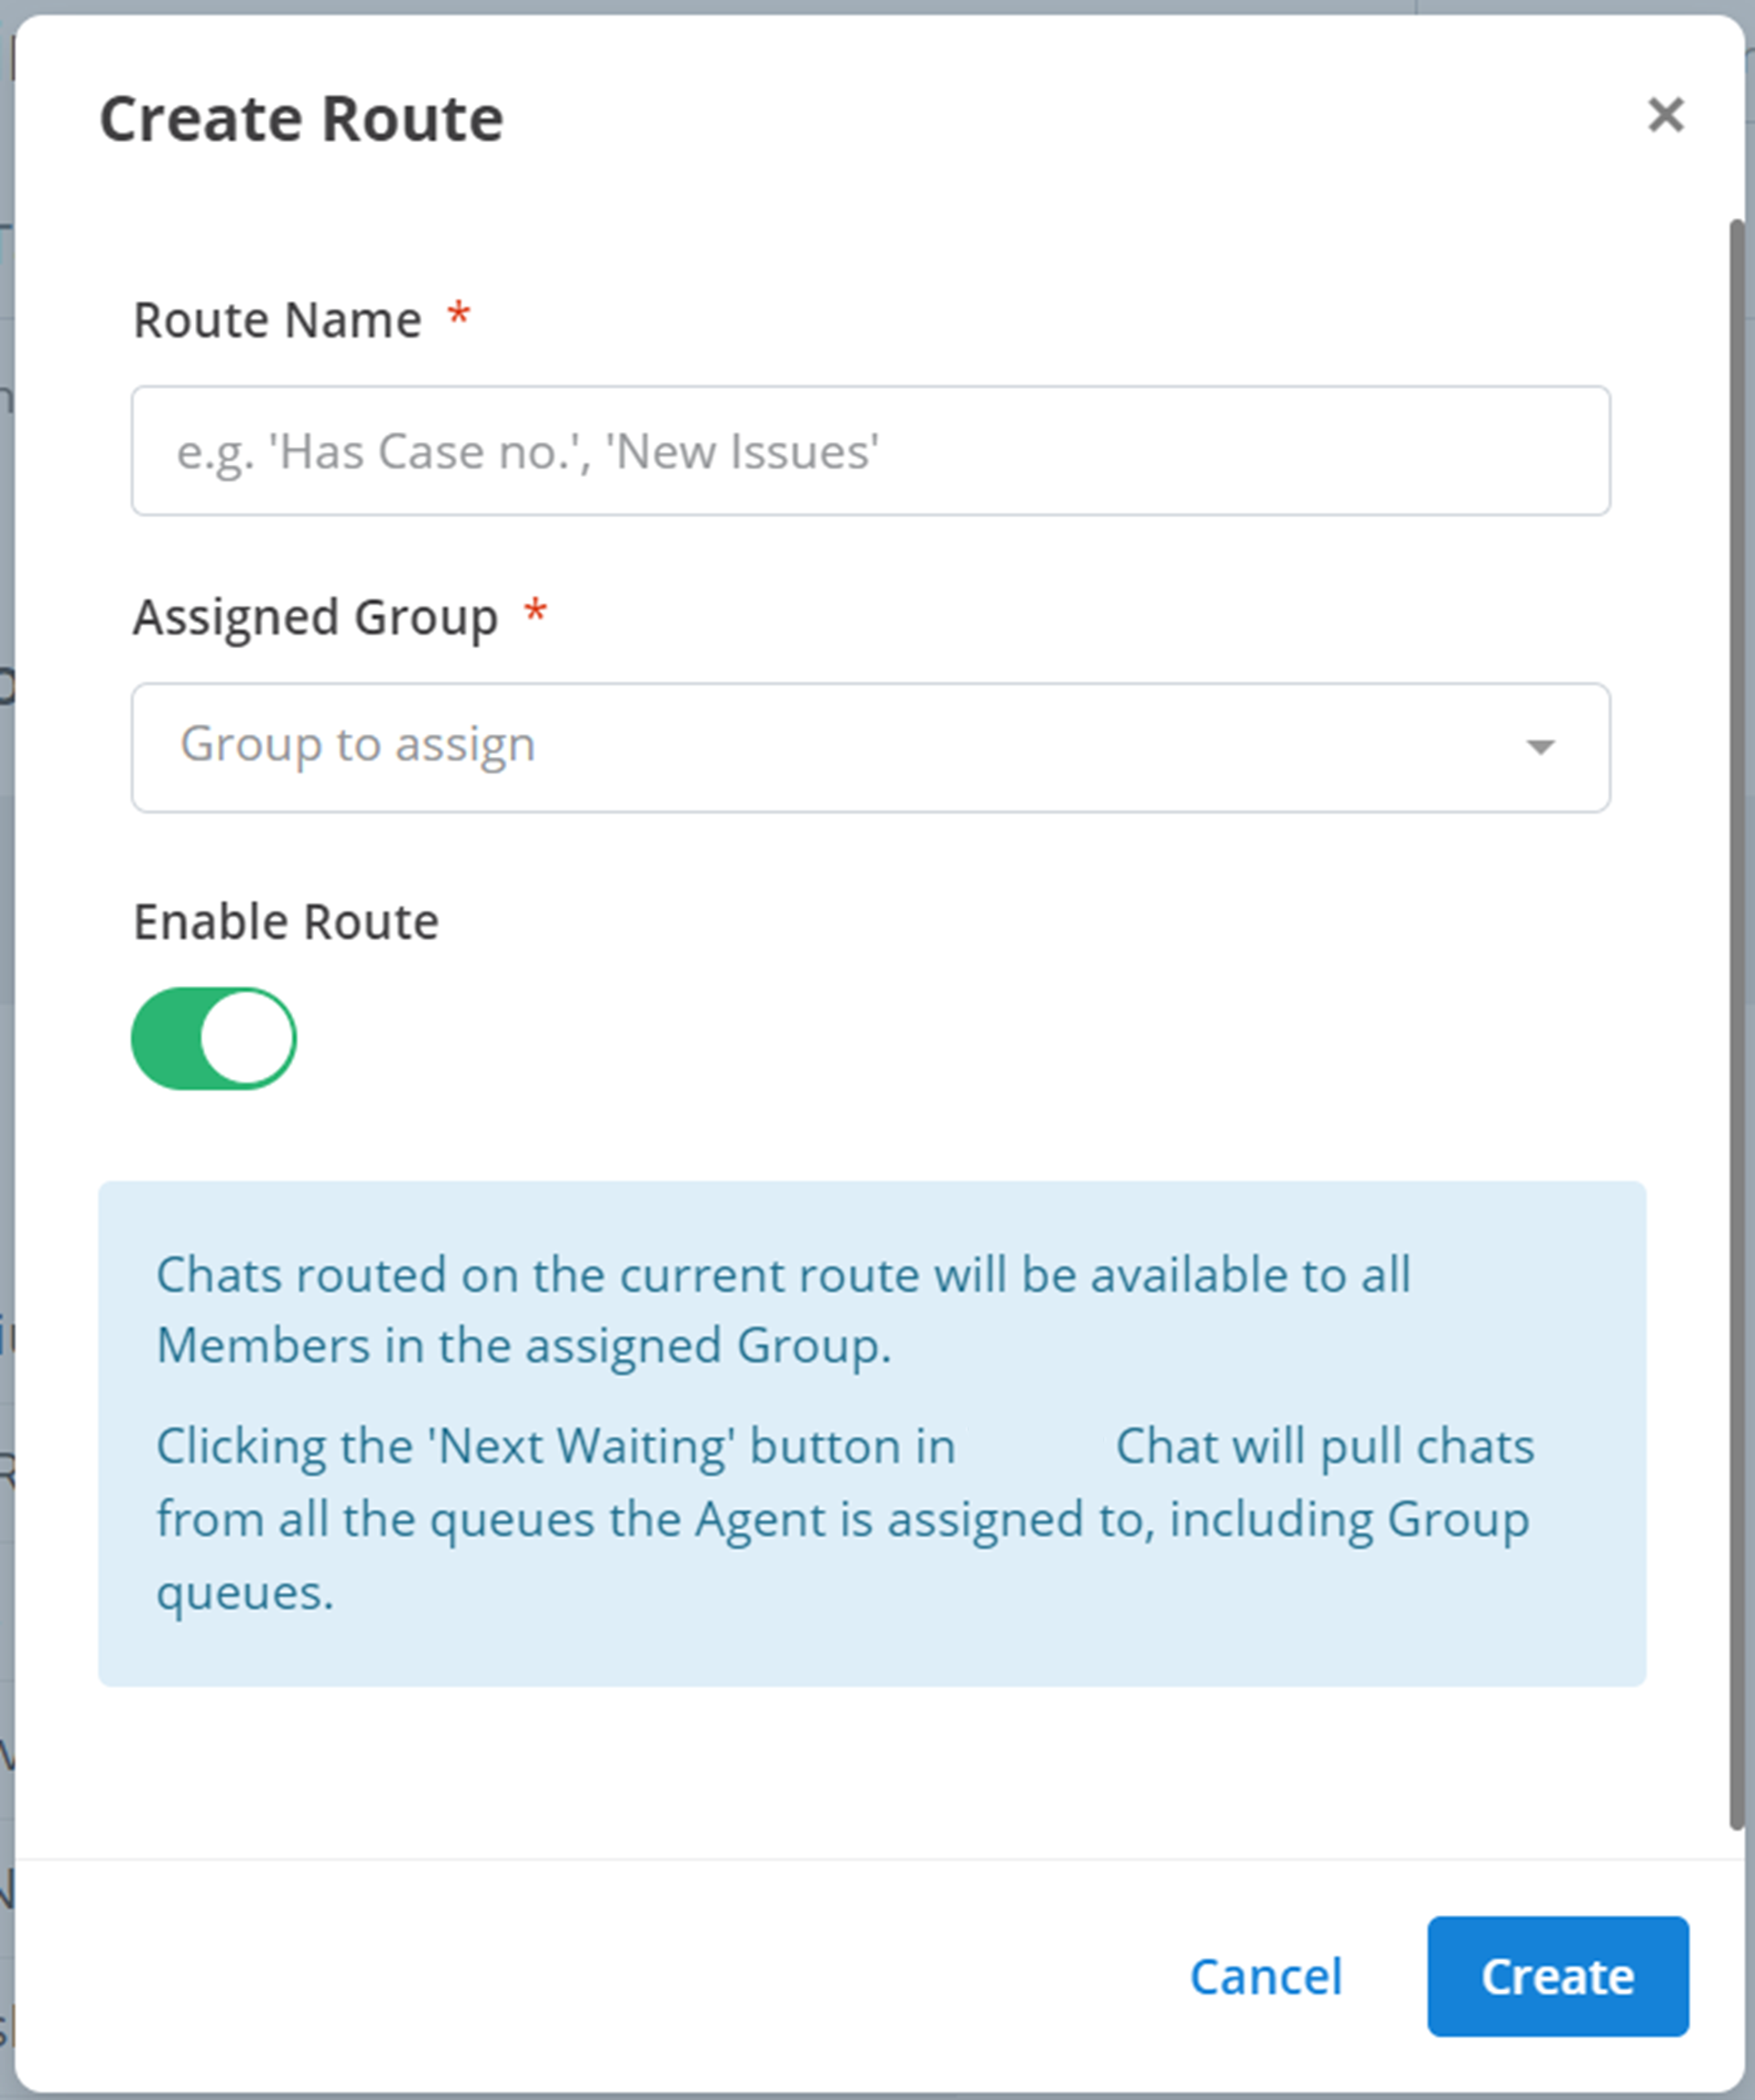 Create Route
Route Name *
e.g. 'Has Case no.', 'New Issues'
Assigned Group *
Group to assign
Enable Route
Chats routed on the current route will be available to all
Members in the assigned Group.
Clicking the 'Next Waiting' button in Chat will pull chats
from all the queues the Agent is assigned to, including Group
queues.
Cancel
Create